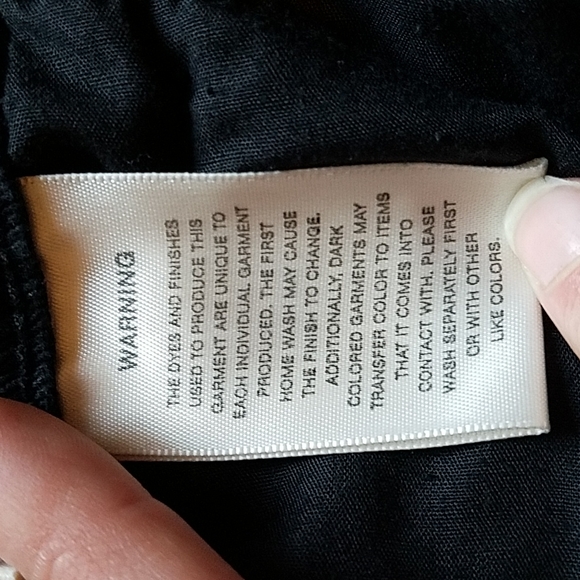 WARNING
THE DYES AND FINISHES
USED TO PRODUCE THIS
GARMENT ARE UNIQUE TO
EACH INDIVIDUAL GARMENT
PRODUCED. THE FIRST
HOME WASH MAY CAUSE
THE FINISH TO CHANGE.
ADDITIONALLY, DARK
COLORED GARMENTS MAY
TRANSFER COLOR TO ITEMS
THAT IT COMES INTO
CONTACT WITH. PLEASE
WASH SEPARATELY FIRST
OR WITH OTHER
LIKE COLORS.